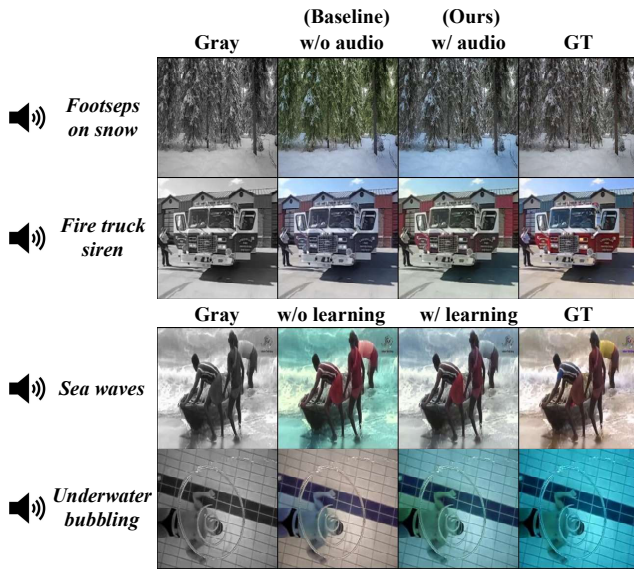 (Baseline) (Ours)
Gray w/o audio w/ audio GT
Footseps
on snow
Fire truck
siren
Gray w/o learning w/ learning GT
Sea waves
Underwater
bubbling